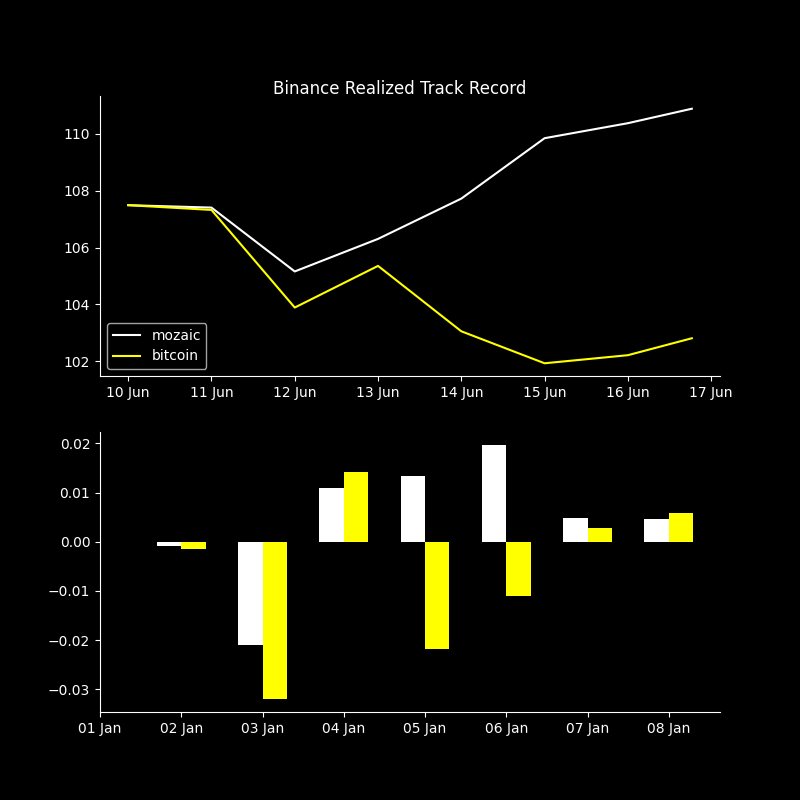 Binance Realized Track Record
110
108
106
104
102
mozaic
bitcoin
10 Jun 11 Jun 12 Jun 13 Jun 14 Jun 15 Jun 16 Jun 17 Jun
0.02
0.01
0.00
−0.01
−0.02
−0.03
01 Jan 02 Jan 03 Jan 04 Jan 05 Jan 06 Jan 07 Jan 08 Jan